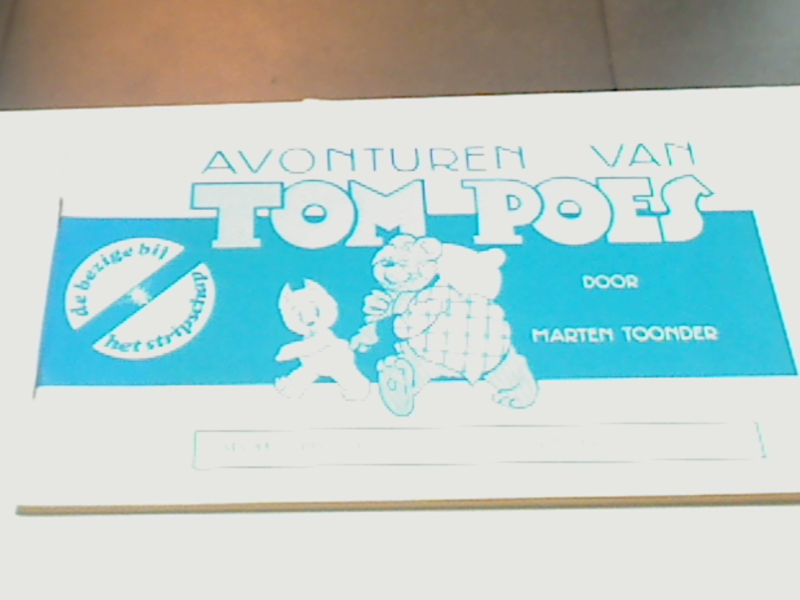 AVONTUREN VAN
TOM POES
de bezige bij
het stripschap
DOOR
MARTEN TOONDER